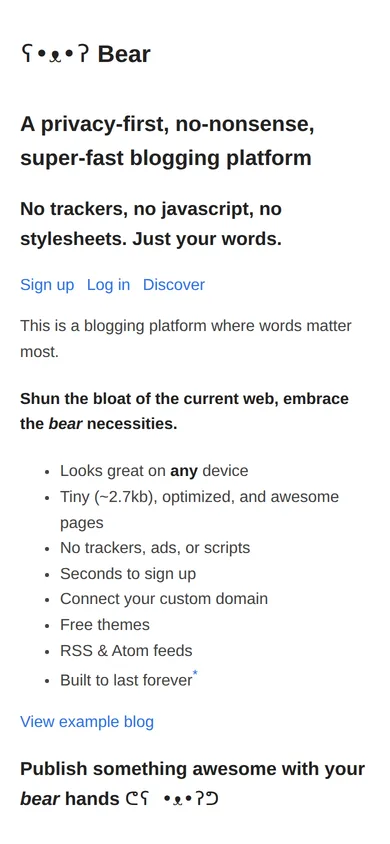 ʕ•ᴥ•ʔ Bear
A privacy-first, no-nonsense,
super-fast blogging platform
No trackers, no javascript, no
stylesheets. Just your words.
Sign up Log in Discover
This is a blogging platform where words matter
most.
Shun the bloat of the current web, embrace
the bear necessities.
• Looks great on any device
• Tiny (~2.7kb), optimized, and awesome
pages
• No trackers, ads, or scripts
• Seconds to sign up
• Connect your custom domain
• Free themes
• RSS & Atom feeds
• Built to last forever*
View example blog
Publish something awesome with your
bear hands ᕦʕ •ᴥ•ʔᕤ